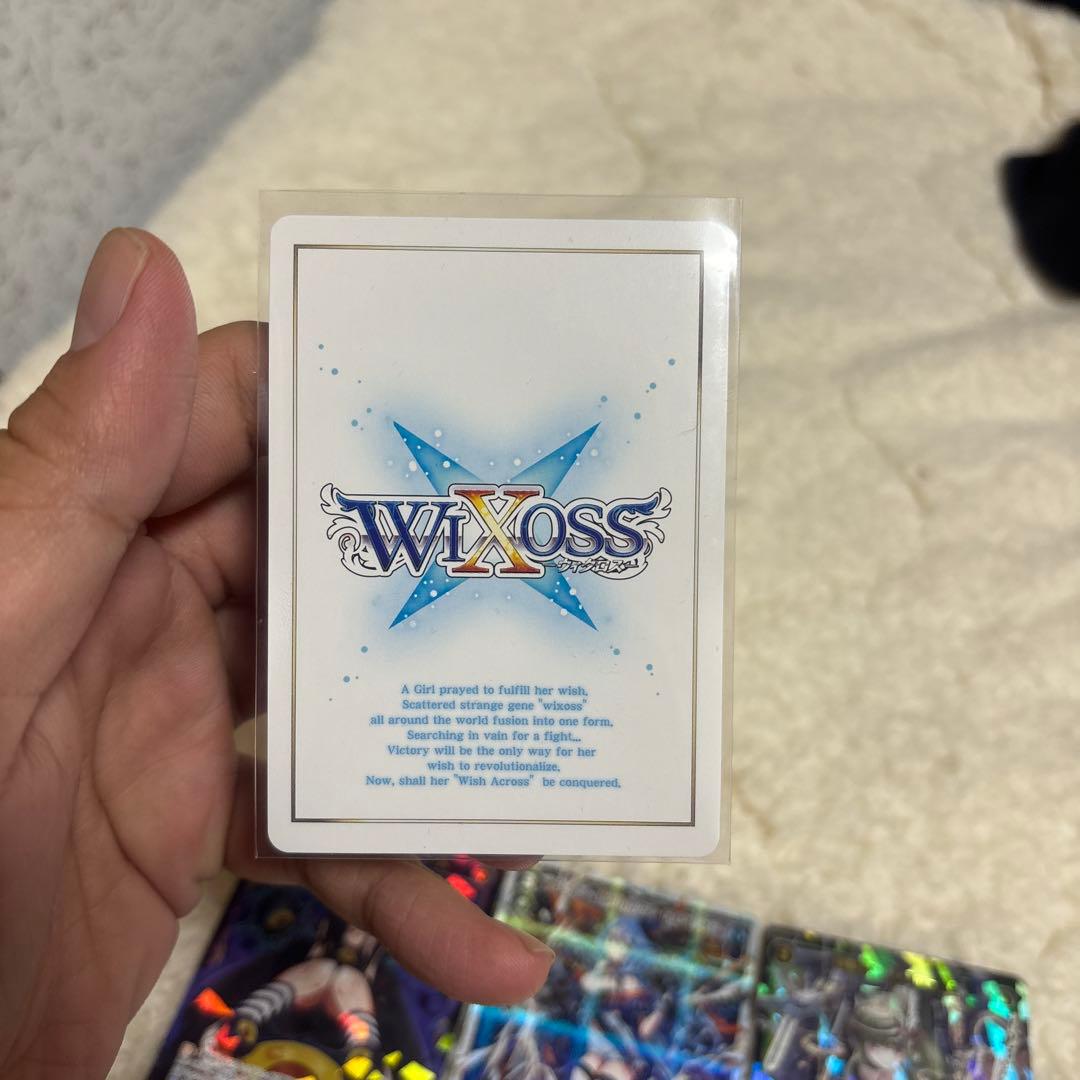 WIXOSS
ウィクロス
A Girl prayed to fulfill her wish.
Scattered strange gene "wixoss"
all around the world fusion into one form.
Searching in vain for a fight...
Victory will be the only way for her
wish to revolutionalize.
Now, shall her "Wish Across" be conquered.